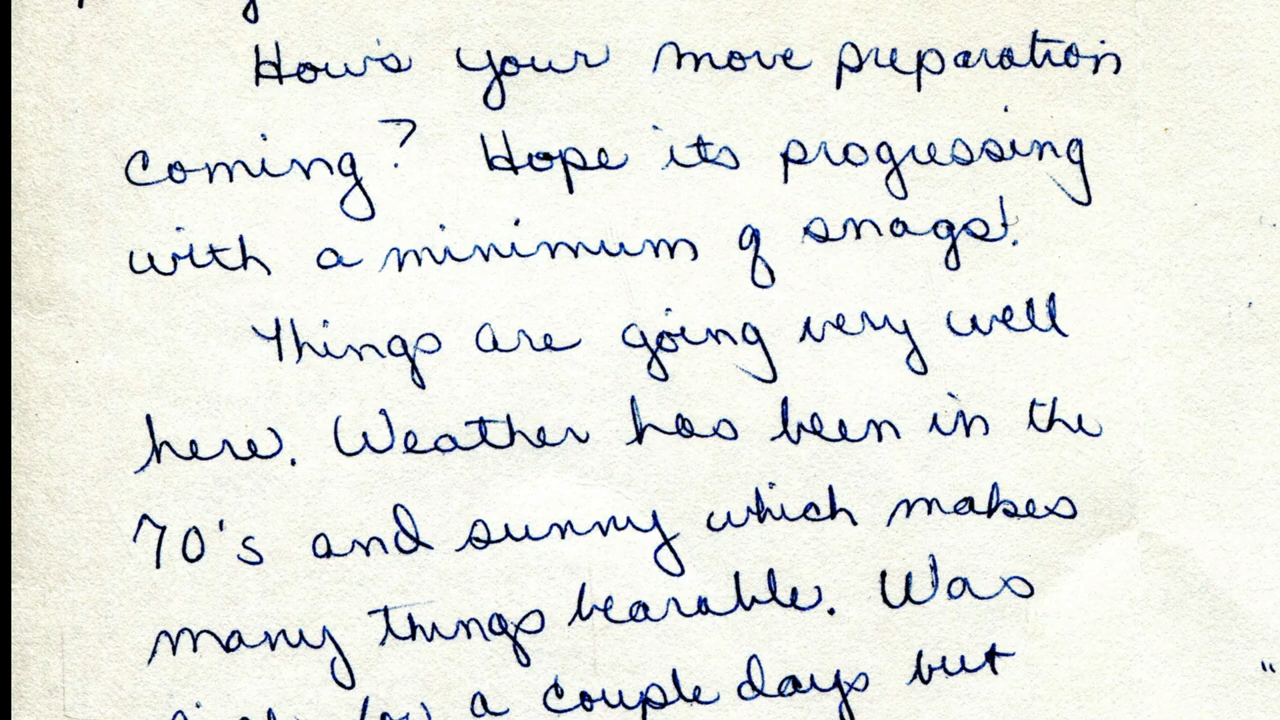 How's your move preparation
coming? Hope its progressing
with a minimum of snags!
Things are going very well
here. Weather has been in the
70's and sunny which makes
many things bearable. Was
a couple days but